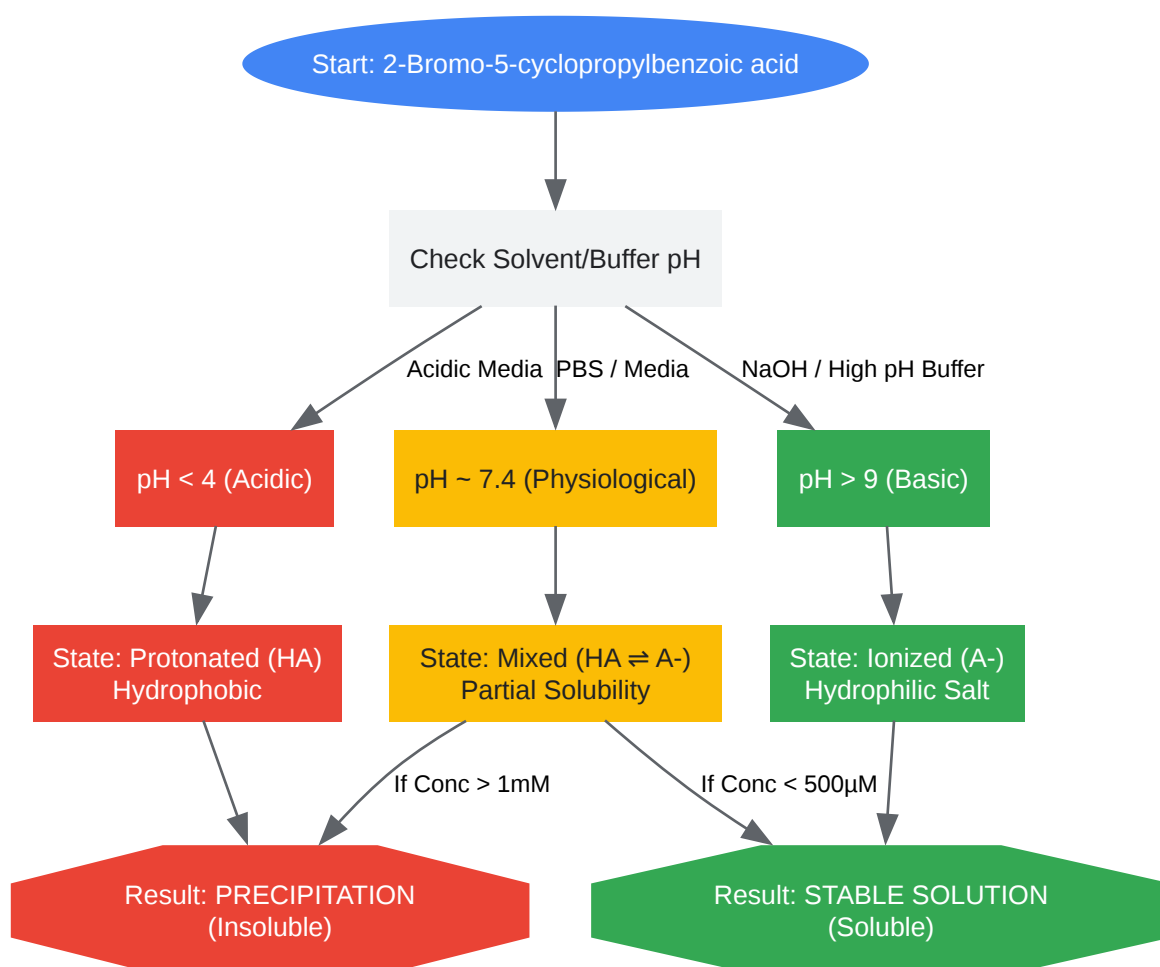 Start: 2-Bromo-5-cyclopropylbenzoic acid
Check Solvent/Buffer pH
Acidic Media
PBS / Media
NaOH / High pH Buffer
pH < 4 (Acidic)
pH ~ 7.4 (Physiological)
pH > 9 (Basic)
State: Protonated (HA)
Hydrophobic
State: Mixed (HA ⇌ A-)
Partial Solubility
State: Ionized (A-)
Hydrophilic Salt
If Conc > 1mM
If Conc < 500µM
Result: PRECIPITATION
(Insoluble)
Result: STABLE SOLUTION
(Soluble)